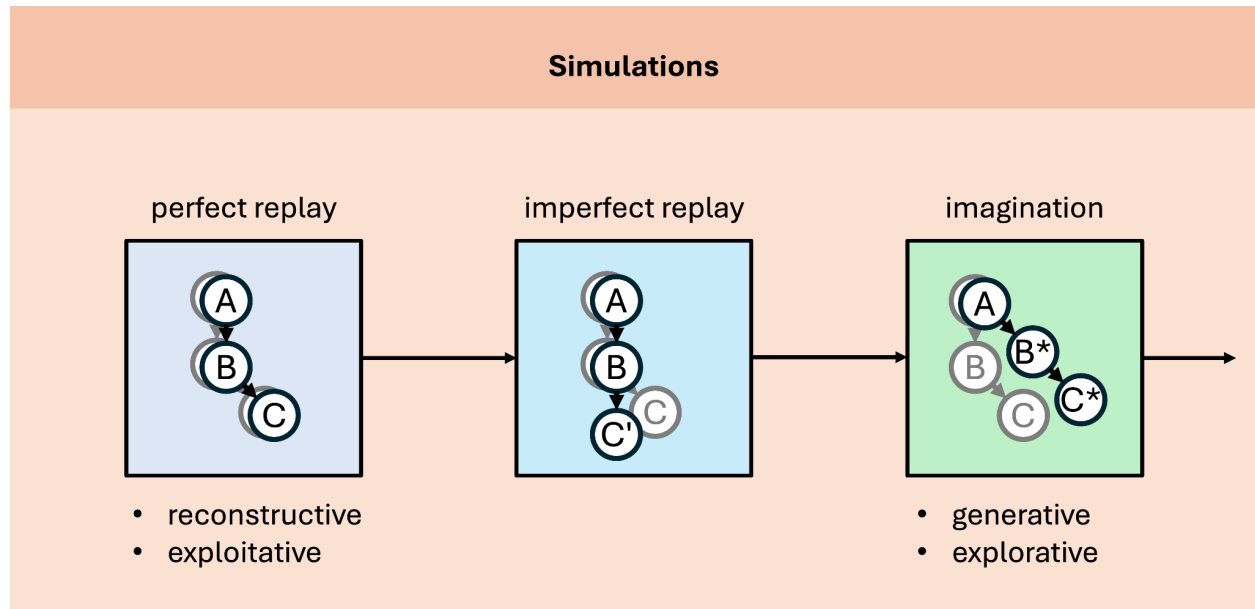 Simulations
perfect replay
imperfect replay
imagination
A
B
C
A
B
C
C'
A
B*
B
C*
C
• reconstructive
• exploitative
• generative
• explorative